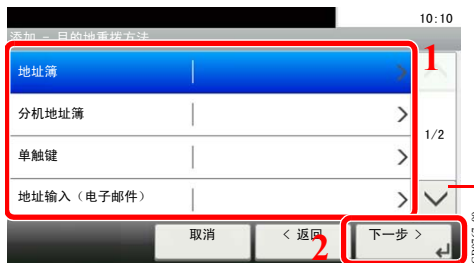 10:10
添加 - 目的地重拨方法
地址簿
1
分机地址簿
1/2
单触键
地址输入（电子邮件）
取消
< 返回
2
下一步 >